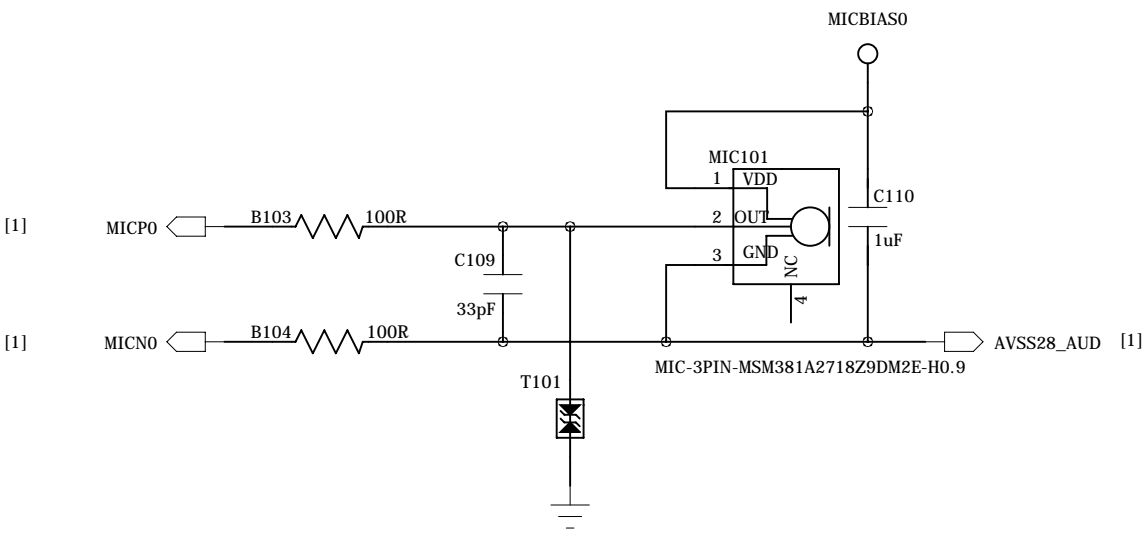 MICBIAS0
MIC101
1 VDD
C110
[1] MICP0 B103 100R 2 OUT
1uF
C109 3 GND
NC
4
33pF
[1] MICN0 B104 100R AVSS28_AUD [1]
MIC-3PIN-MSM381A2718Z9DM2E-H0.9
T101